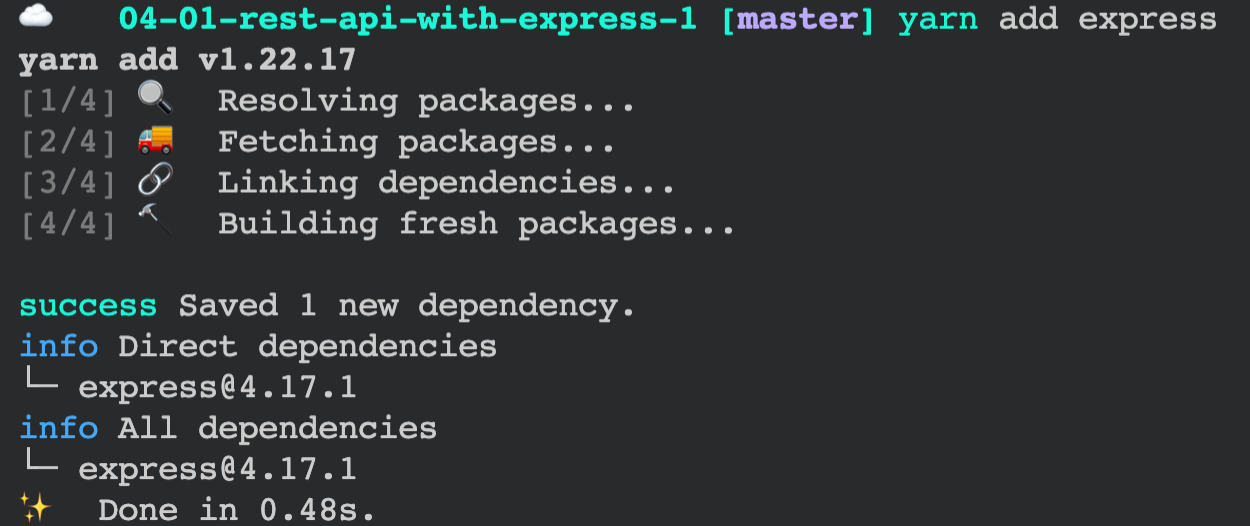 ☁️ 04-01-rest-api-with-express-1 [master] yarn add express
yarn add v1.22.17
[1/4] 🔍 Resolving packages...
[2/4] 🚚 Fetching packages...
[3/4] 🔗 Linking dependencies...
[4/4] 🔨 Building fresh packages...
success Saved 1 new dependency.
info Direct dependencies
└─ express@4.17.1
info All dependencies
└─ express@4.17.1
✨ Done in 0.48s.